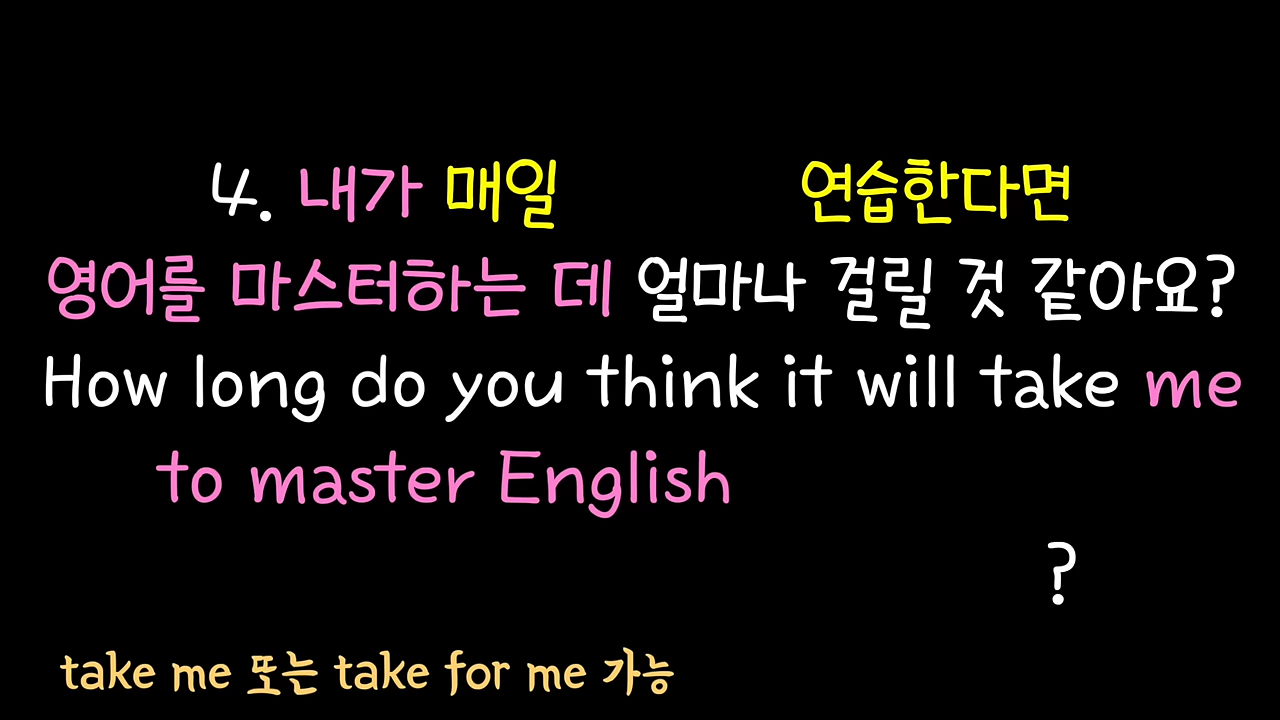 4. 내가 매일 연습한다면
영어를 마스터하는 데 얼마나 걸릴 것 같아요?
How long do you think it will take me
to master English
?
take me 또는 take for me 가능